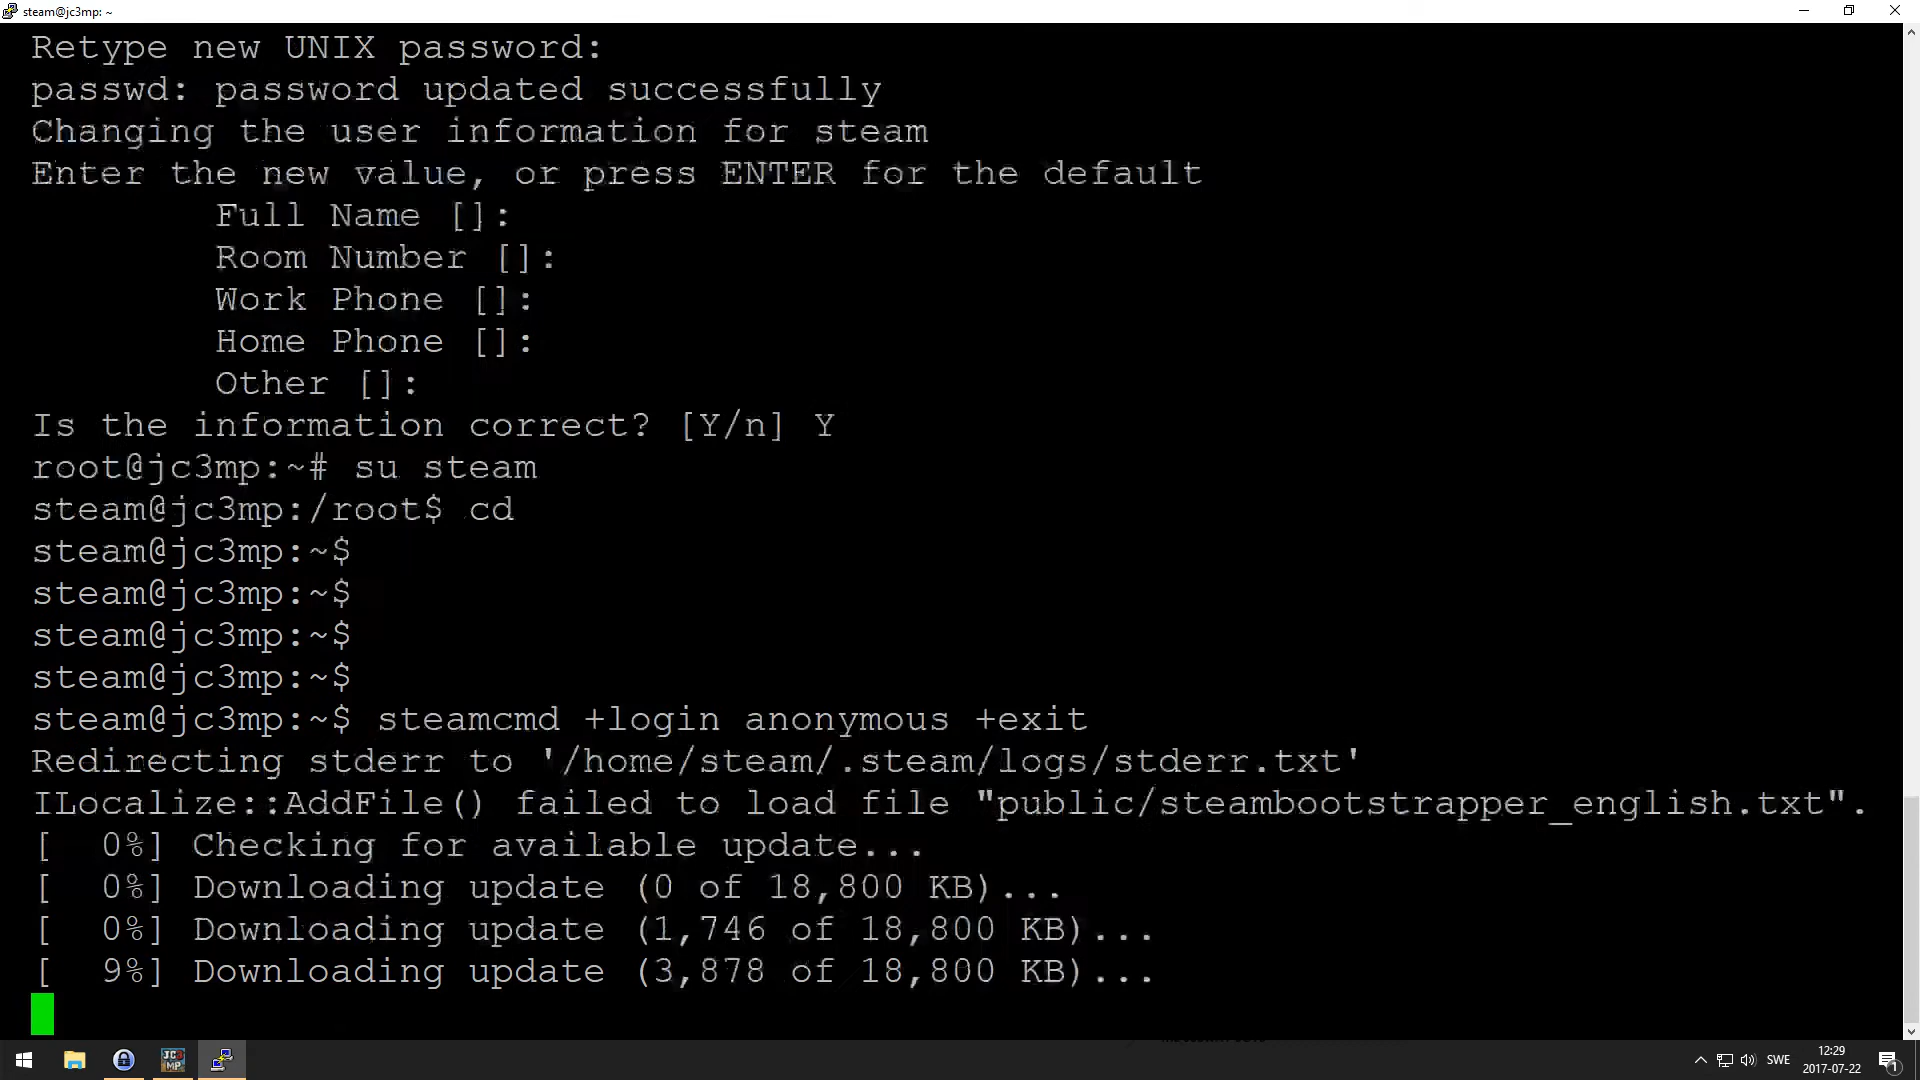 steam@jc3mp: ~
Retype new UNIX password:
passwd: password updated successfully
Changing the user information for steam
Enter the new value, or press ENTER for the default
Full Name []:
Room Number []:
Work Phone []:
Home Phone []:
Other []:
Is the information correct? [Y/n] Y
root@jc3mp:~# su steam
steam@jc3mp:/root$ cd
steam@jc3mp:~$
steam@jc3mp:~$
steam@jc3mp:~$
steam@jc3mp:~$
steam@jc3mp:~$ steamcmd +login anonymous +exit
Redirecting stderr to '/home/steam/.steam/logs/stderr.txt'
ILocalize::AddFile() failed to load file "public/steambootstrapper_english.txt".
[  0%] Checking for available update...
[  0%] Downloading update (0 of 18,800 KB)...
[  0%] Downloading update (1,746 of 18,800 KB)...
[  9%] Downloading update (3,878 of 18,800 KB)...
JC3 MP
SWE
12:29
2017-07-22
1